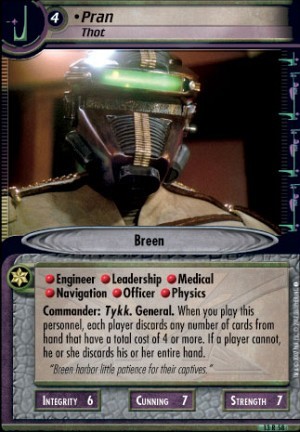 4
•Pran
Thot
Breen
Engineer Leadership Medical
Navigation Officer Physics
Commander: Tykk. General. When you play this
personnel, each player discards any number of cards from
hand that have a total cost of 4 or more. If a player cannot,
he or she discards his or her entire hand.
"Breen harbor little patience for their captives."
INTEGRITY 6 CUNNING 7 STRENGTH 7
13 R 58